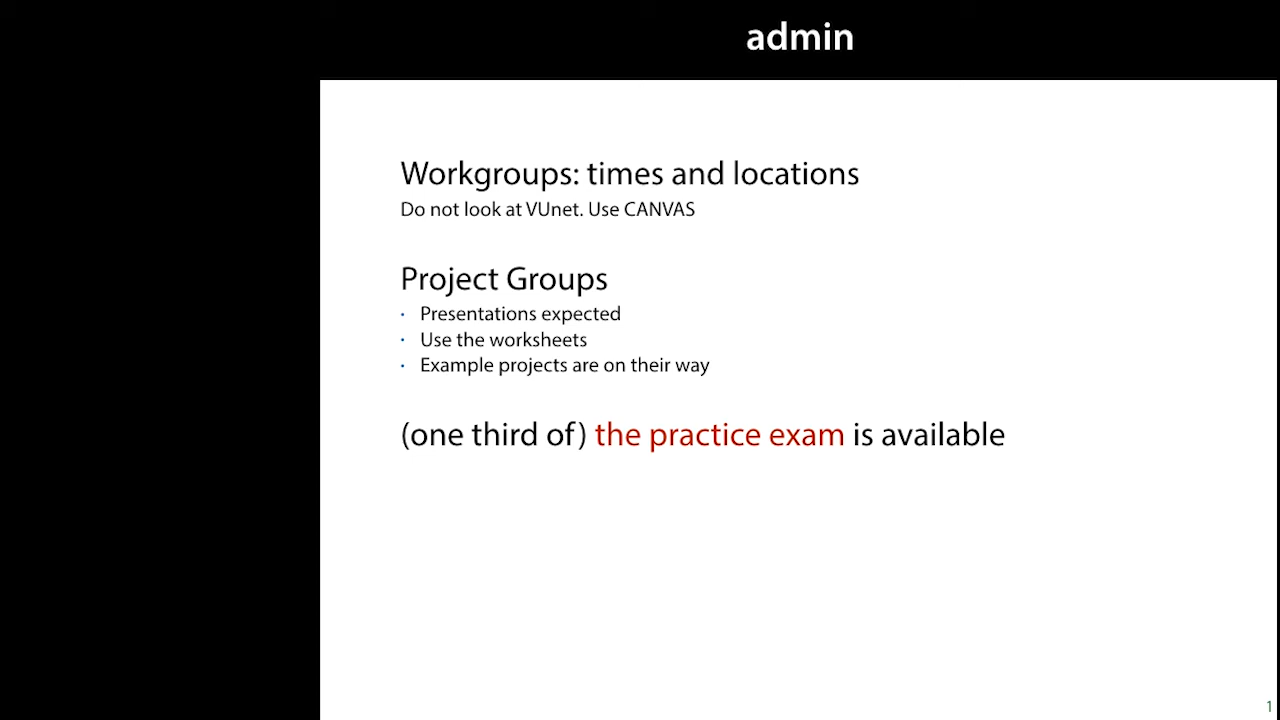 admin
Workgroups: times and locations
Do not look at VUnet. Use CANVAS
Project Groups
· Presentations expected
· Use the worksheets
· Example projects are on their way
(one third of) the practice exam is available
1